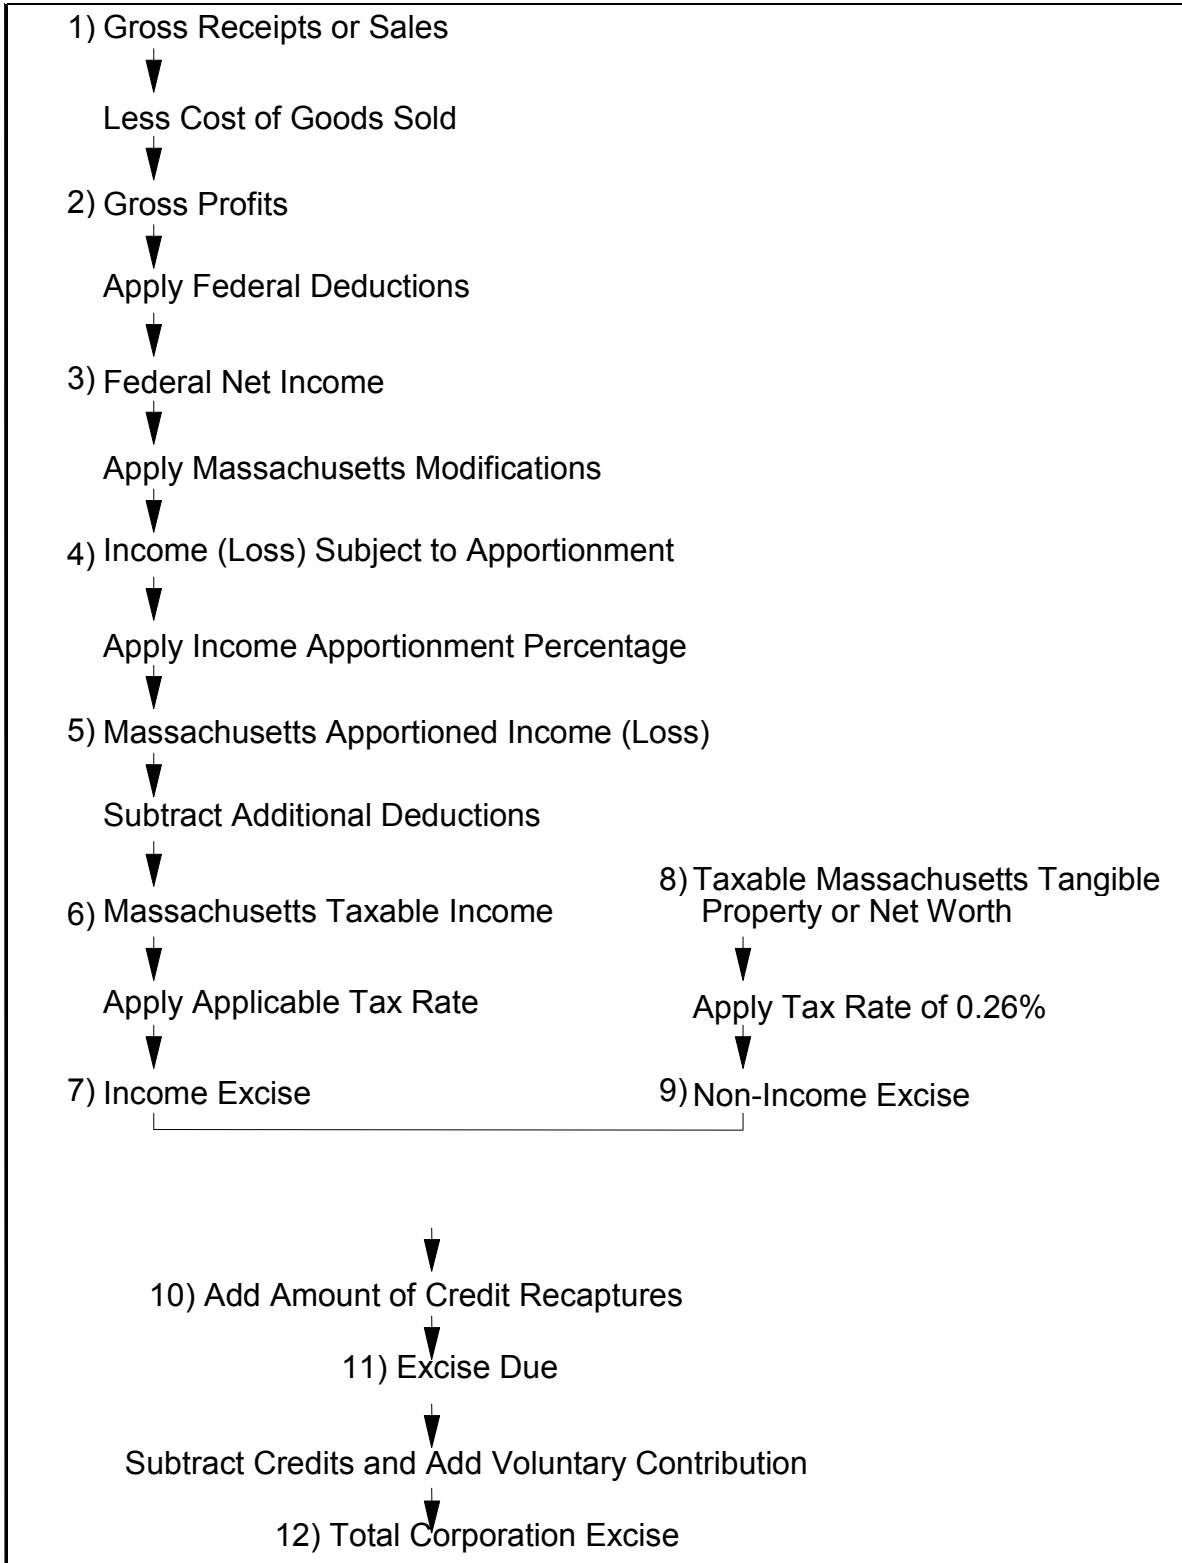 1) Gross Receipts or Sales
Less Cost of Goods Sold
2) Gross Profits
Apply Federal Deductions
3) Federal Net Income
Apply Massachusetts Modifications
4) Income (Loss) Subject to Apportionment
Apply Income Apportionment Percentage
5) Massachusetts Apportioned Income (Loss)
Subtract Additional Deductions
6) Massachusetts Taxable Income
Apply Applicable Tax Rate
7) Income Excise
8) Taxable Massachusetts Tangible
Property or Net Worth
Apply Tax Rate of 0.26%
9) Non-Income Excise
10) Add Amount of Credit Recaptures
11) Excise Due
Subtract Credits and Add Voluntary Contribution
12) Total Corporation Excise